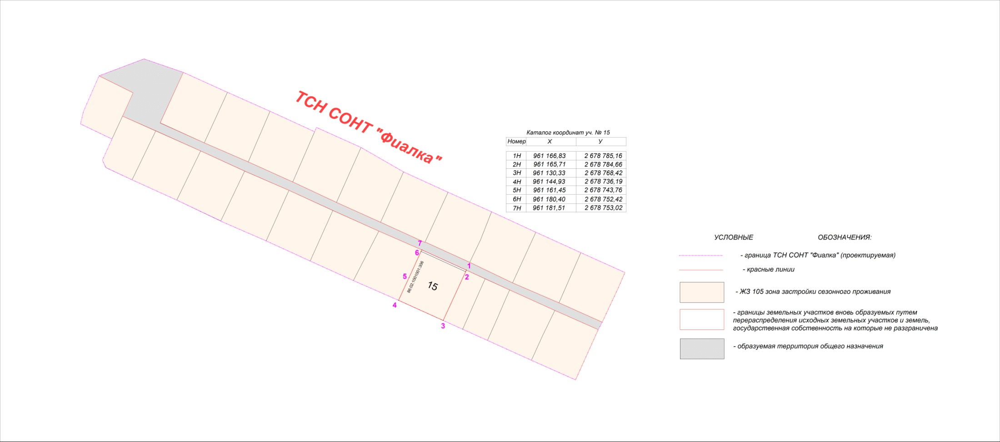 ТСН СОНТ "Фиалка"
Каталог координат уч. № 15
Номер X У
1Н 961 166,83 2 678 785,16
2Н 961 165,71 2 678 784,66
3Н 961 130,33 2 678 768,42
4Н 961 144,93 2 678 736,19
5Н 961 161,45 2 678 743,76
6Н 961 180,40 2 678 752,42
7Н 961 181,51 2 678 753,02
7
6
1
2
5
86:02:1001001:306
15
4
3
УСЛОВНЫЕ ОБОЗНАЧЕНИЯ:
- граница ТСН СОНТ "Фиалка" (проектируемая)
- красные линии
- ЖЗ 105 зона застройки сезонного проживания
- границы земельных участков вновь образуемых путем
перераспределения исходных земельных участков и земель,
государственная собственность на которые не разграничена
- образуемая территория общего назначения